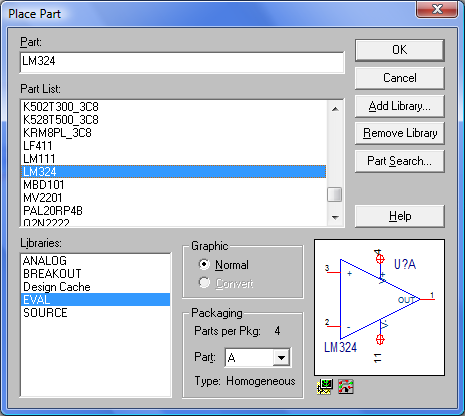 Place Part
Part:
LM324
OK
Cancel
Part List:
K502T300_3C8
K528T500_3C8
KRM8PL_3C8
LF411
LM111
LM324
MBD101
MV2201
PAL20RP4B
Q2N2222
Add Library...
Remove Library
Part Search...
Help
Libraries:
ANALOG
BREAKOUT
Design Cache
EVAL
SOURCE
Graphic
Normal
Convert
Packaging
Parts per Pkg: 4
Part: A
Type: Homogeneous
4
U?A
3
+
V+
OUT
1
2
-
V-
LM324
11